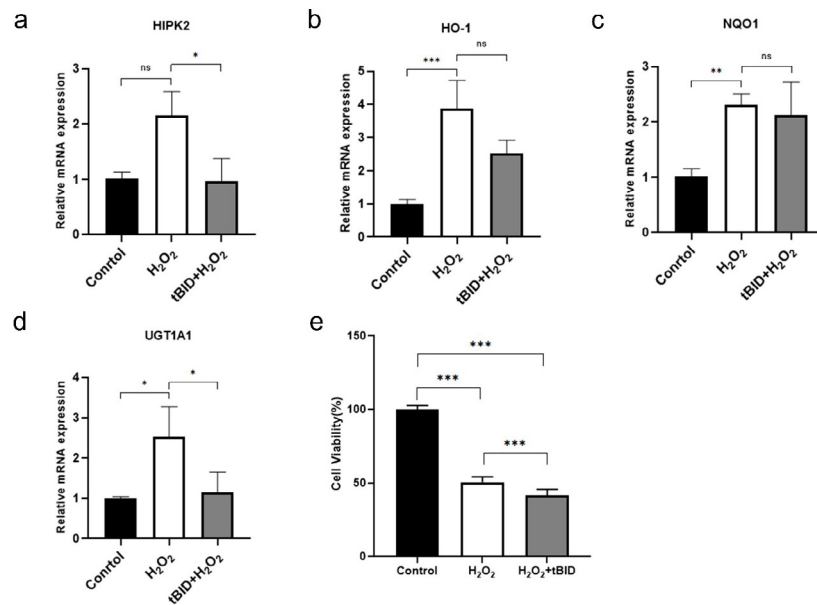 a
HIPK2
Relative mRNA expression
3
2
1
0
ns
*
Conrtol
H₂O₂
tBID+H₂O₂
b
HO-1
Relative mRNA expression
5
4
3
2
1
0
***
ns
Conrtol
H₂O₂
tBID+H₂O₂
c
NQO1
Relative mRNA expression
3
2
1
0
**
ns
Conrtol
H₂O₂
tBID+H₂O₂
d
UGT1A1
Relative mRNA expression
4
3
2
1
0
*
*
Conrtol
H₂O₂
tBID+H₂O₂
e
Cell Viability(%)
150
100
50
0
***
***
***
Control
H₂O₂
H₂O₂+tBID